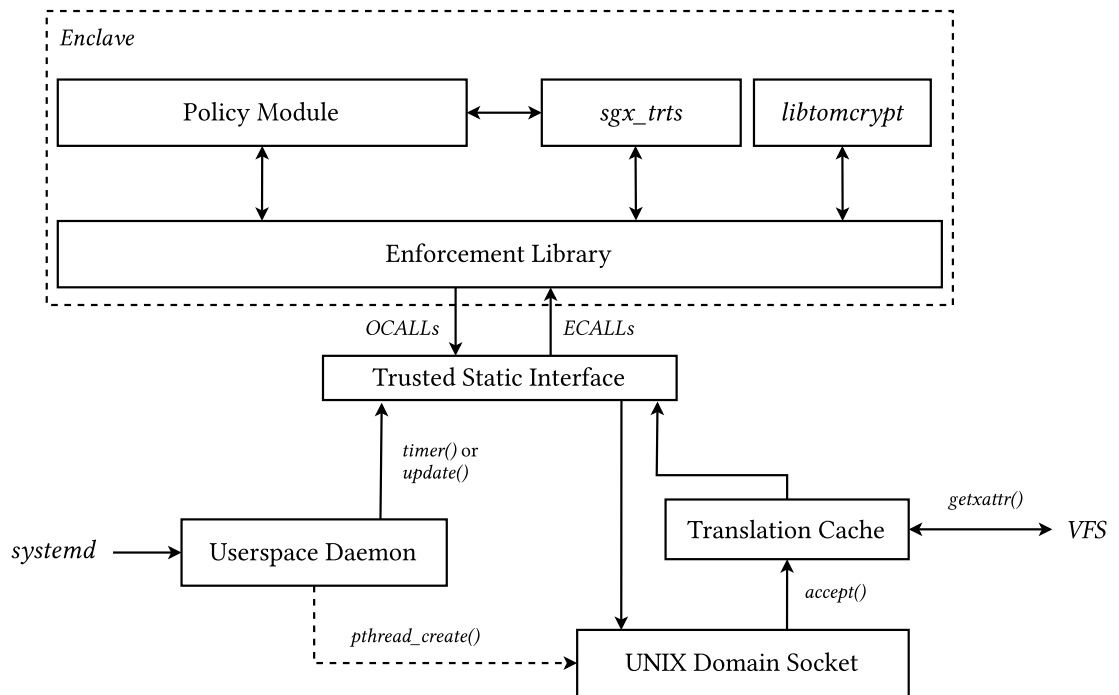 Enclave
Policy Module
sgx_trts
libtomcrypt
Enforcement Library
OCALLs
ECALLs
Trusted Static Interface
timer() or
update()
getxattr()
systemd
Userspace Daemon
Translation Cache
VFS
accept()
pthread_create()
UNIX Domain Socket